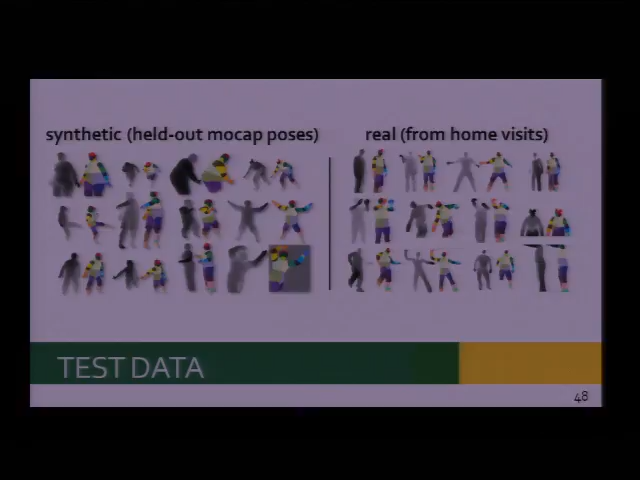 synthetic (held-out mocap poses)
real (from home visits)
TEST DATA
48